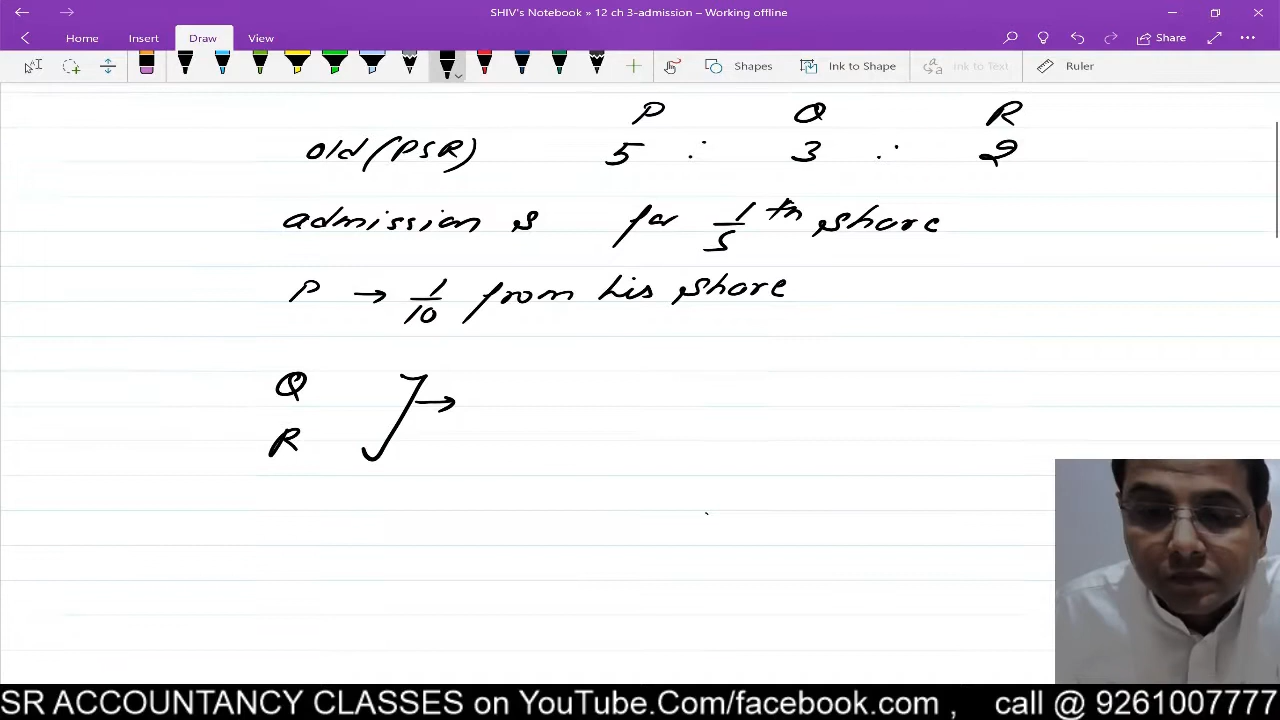 SHIV's Notebook » 12 ch 3-admission – Working offline
Home Insert Draw View Share
Shapes Ink to Shape Ink to Text Ruler
P Q R
old (PSR) 5 : 3 : 2
admission is for 1/5 th share
P → 1/10 from his share
Q
R
SR ACCOUNTANCY CLASSES on YouTube.Com/facebook.com , call @ 9261007777